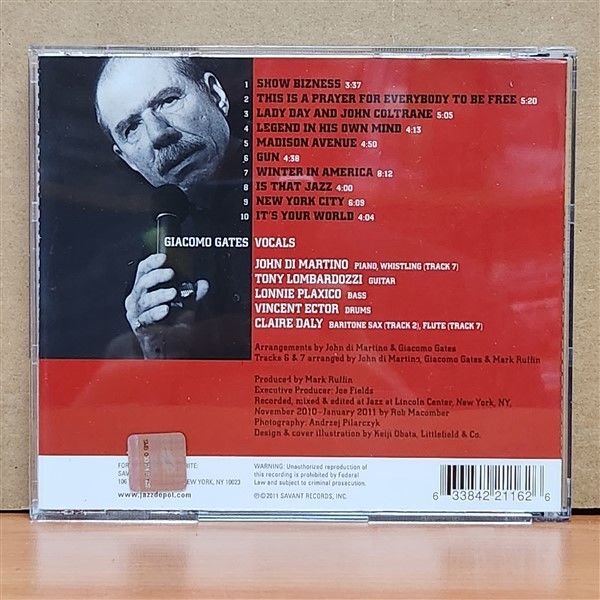 1 SHOW BIZNESS 3:37
2 THIS IS A PRAYER FOR EVERYBODY TO BE FREE 5:20
3 LADY DAY AND JOHN COLTRANE 5:05
4 LEGEND IN HIS OWN MIND 4:13
5 MADISON AVENUE 4:50
6 GUN 4:38
7 WINTER IN AMERICA 8:12
8 IS THAT JAZZ 4:00
9 NEW YORK CITY 6:09
10 IT'S YOUR WORLD 4:04
GIACOMO GATES VOCALS
JOHN DI MARTINO PIANO, WHISTLING (TRACK 7)
TONY LOMBARDOZZI GUITAR
LONNIE PLAXICO BASS
VINCENT ECTOR DRUMS
CLAIRE DALY BARITONE SAX (TRACK 2), FLUTE (TRACK 7)
Arrangements by John di Martino & Giacomo Gates
Tracks 6 & 7 arranged by John di Martino, Giacomo Gates & Mark Ruffin
Produced by Mark Ruffin
Executive Producer: Joe Fields
Recorded, mixed & edited at Jazz at Lincoln Center, New York, NY,
November 2010–January 2011 by Rob Macomber
Photography: Andrzej Pilarczyk
Design & cover illustration by Keiji Obata, Littlefield & Co.
FOR WRITE:
SAV
106 NEW YORK, NY 10023
www.jazzdepot.com
WARNING: Unauthorized reproduction of
this recording is prohibited by Federal
Law and subject to criminal prosecution.
℗©2011 SAVANT RECORDS, INC.
6 33842 21162 6